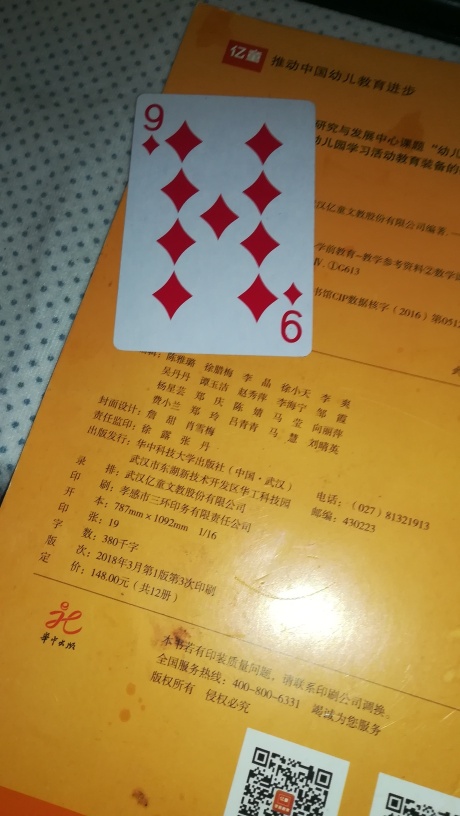 亿童 推动中国幼儿教育进步
9
研究与发展中心课题“幼儿
幼儿园学习活动教育装备的
汉亿童文教股份有限公司编著.
学前教育-教学参考资料②数学
Ⅳ.①G613
书馆CIP数据核字(2016)第0512
9
陈雅璐 徐腊梅 李 晶 徐小天 李 爽
吴丹丹 谭玉洁 赵秀萍 李海宁 邹 霞
杨星芸 郑 庆 陈 婧 马 莹 向丽萍
费小兰 郑 玲 吕青青 马 慧 刘晴英
封面设计:詹 甜 肖雪梅
责任监印:徐 露 张 丹
出版发行:华中科技大学出版社(中国·武汉) 电话:(027)81321913
武汉市东湖新技术开发区华工科技园 邮编:430223
录 排:武汉亿童文教股份有限公司
印 刷:孝感市三环印务有限责任公司
开 本:787mm×1092mm 1/16
印 张:19
字 数:380千字
版 次:2018年3月第1版第3次印刷
定 价:148.00元(共12册)
华中出版
本书若有印装质量问题,请联系印刷公司调换。
全国服务热线:400-800-6331 竭诚为您服务
版权所有 侵权必究
亿童